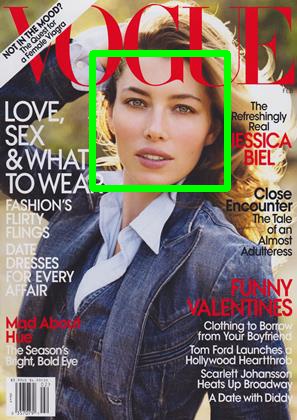 VOGUE
NOT IN THE MOOD?
The Quest for
a Female Viagra
FEB
LOVE,
SEX
& WHAT
TO WEAR
FASHION'S
FLIRTY
FLINGS
DATE
DRESSES
FOR EVERY
AFFAIR
Mad About
Hue
The Season's
Bright, Bold Eye
The
Refreshingly
Real
JESSICA
BIEL
Close
Encounter
The Tale
of an
Almost
Adulteress
FUNNY
VALENTINES
Clothing to Borrow
from Your Boyfriend
Tom Ford Launches a
Hollywood Heartthrob
Scarlett Johansson
Heats Up Broadway
A Date with Diddy